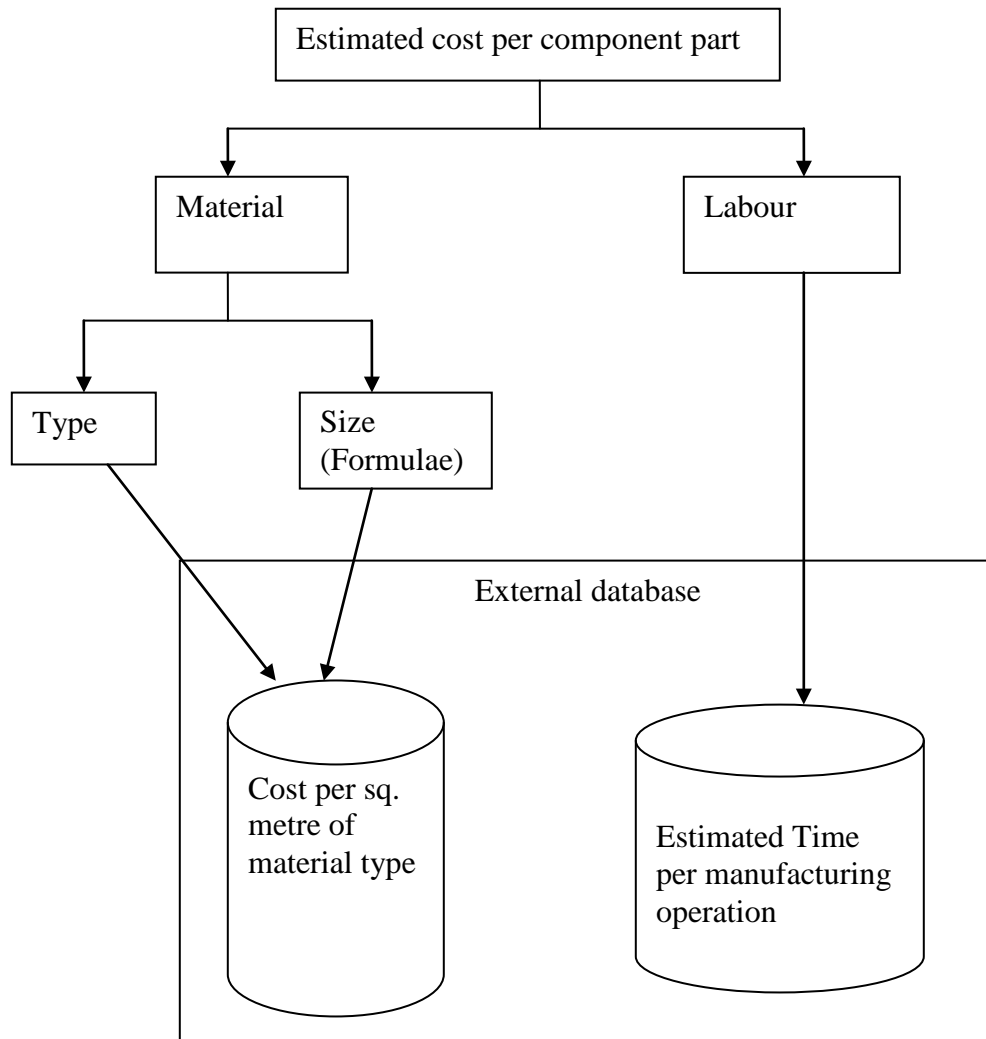 Estimated cost per component part
Material
Labour
Type
Size
(Formulae)
External database
Cost per sq.
metre of
material type
Estimated Time
per manufacturing
operation